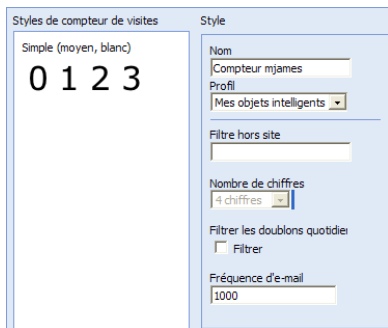 Styles de compteur de visites
Simple (moyen, blanc)
0 1 2 3
Style
Nom
Compteur mjames
Profil
Mes objets intelligents
Filtre hors site
Nombre de chiffres
4 chiffres
Filtrer les doublons quotidier
Filtrer
Fréquence d'e-mail
1000